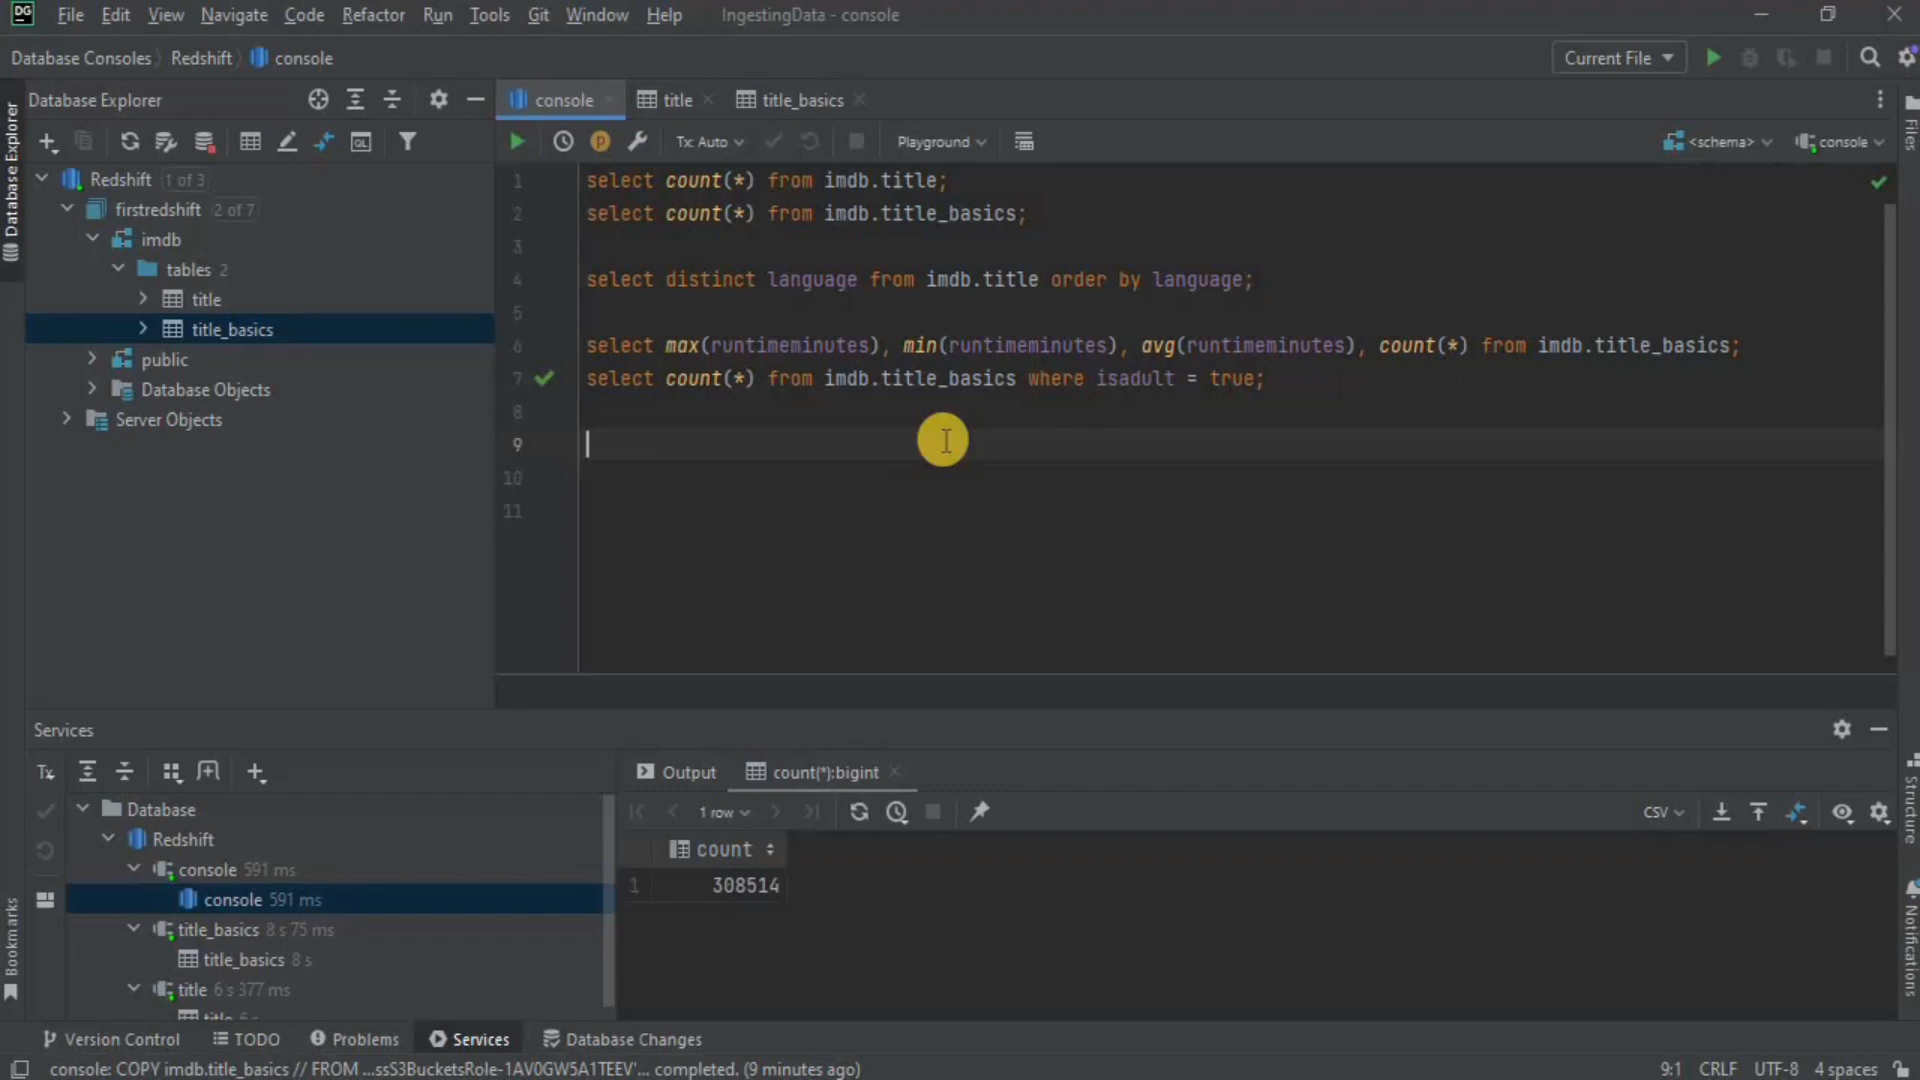 DG File Edit View Navigate Code Refactor Run Tools Git Window Help IngestingData - console
Database Consoles Redshift console Current File
Database Explorer console title title_basics
Tx: Auto Playground <schema> console
Redshift 1 of 3
firstredshift 2 of 7
imdb
tables 2
title
title_basics
public
Database Objects
Server Objects
1 select count(*) from imdb.title;
2 select count(*) from imdb.title_basics;
3
4 select distinct language from imdb.title order by language;
5
6 select max(runtimeminutes), min(runtimeminutes), avg(runtimeminutes), count(*) from imdb.title_basics;
7 select count(*) from imdb.title_basics where isadult = true;
8
9
10
11
Database Explorer
Bookmarks
Files
Structure
Notifications
Services
Tx
Database
Redshift
console 591 ms
console 591 ms
title_basics 8 s 75 ms
title_basics 8 s
title 6 s 377 ms
title 6 s
Output count(*):bigint
1 row CSV
count
1 308514
Version Control TODO Problems Services Database Changes
console: COPY imdb.title_basics // FROM ...ssS3BucketsRole-1AV0GW5A1TEEV'... completed. (9 minutes ago) 9:1 CRLF UTF-8 4 spaces